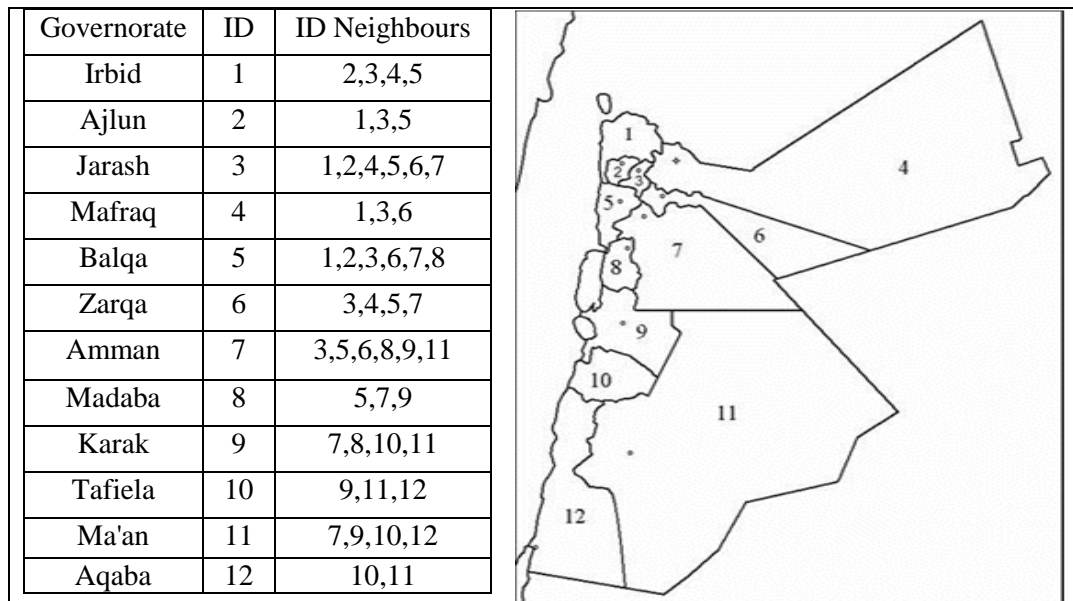 Governorate ID ID Neighbours
Irbid 1 2,3,4,5
Ajlun 2 1,3,5
Jarash 3 1,2,4,5,6,7
Mafraq 4 1,3,6
Balqa 5 1,2,3,6,7,8
Zarqa 6 3,4,5,7
Amman 7 3,5,6,8,9,11
Madaba 8 5,7,9
Karak 9 7,8,10,11
Tafiela 10 9,11,12
Ma'an 11 7,9,10,12
Aqaba 12 10,11
1
2
3
4
5
6
7
8
9
10
11
12